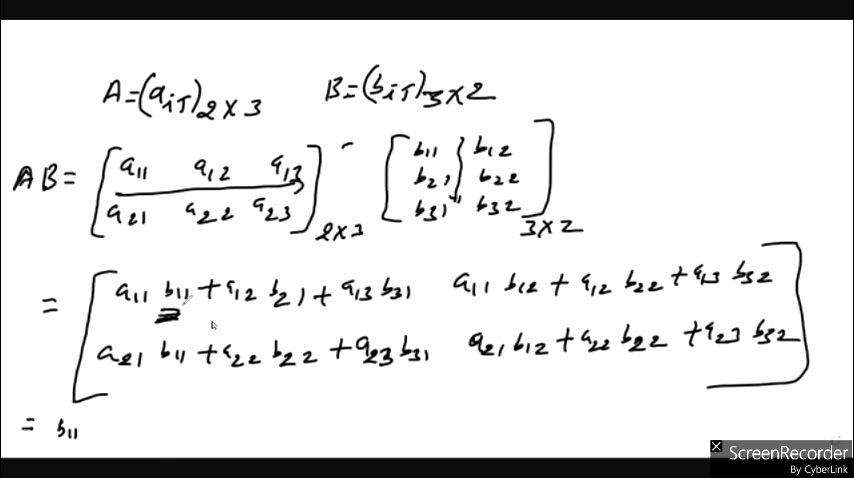 A=(aij)2×3 B=(bij)3×2
AB= [a11 a12 a13 a21 a22 a23]2×3 [b11 b12 b21 b22 b31 b32]3×2
= [a11 b11 + a12 b21 + a13 b31 a11 b12 + a12 b22 + a13 b32
a21 b11 + a22 b22 + a23 b31 a21 b12 + a22 b22 + a23 b32]
= b11
ScreenRecorder
By CyberLink